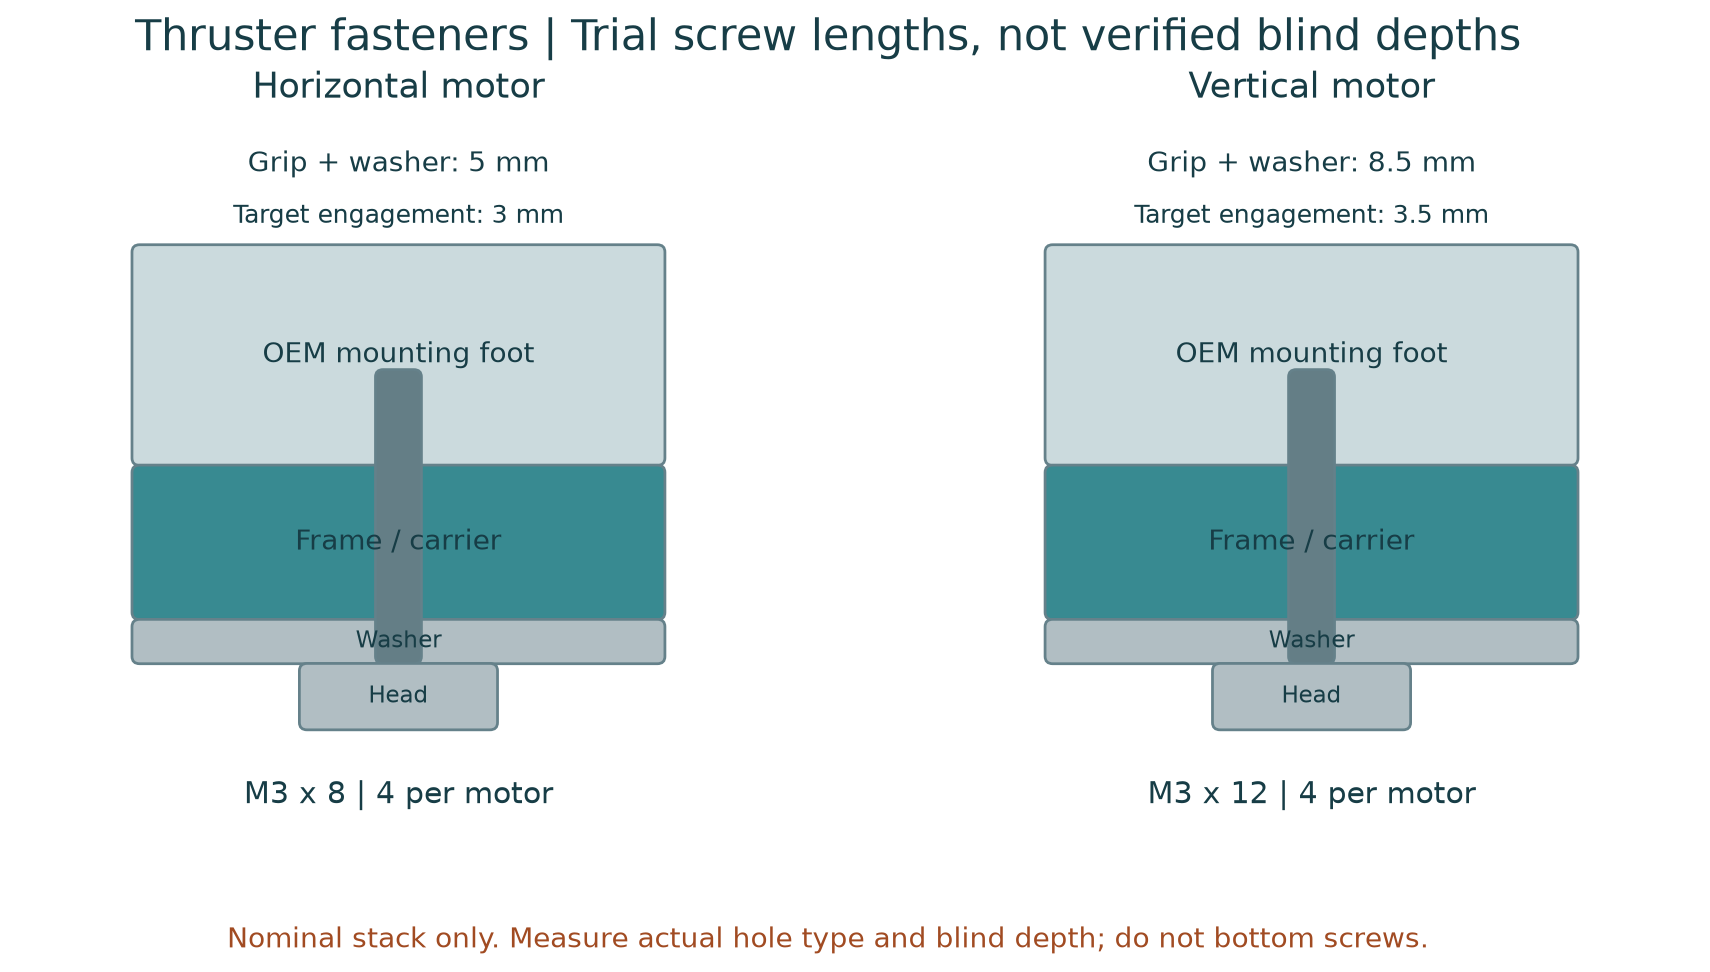 Thruster fasteners | Trial screw lengths, not verified blind depths
Horizontal motor
Grip + washer: 5 mm
Target engagement: 3 mm
OEM mounting foot
Frame / carrier
Washer
Head
M3 x 8 | 4 per motor
Vertical motor
Grip + washer: 8.5 mm
Target engagement: 3.5 mm
OEM mounting foot
Frame / carrier
Washer
Head
M3 x 12 | 4 per motor
Nominal stack only. Measure actual hole type and blind depth; do not bottom screws.